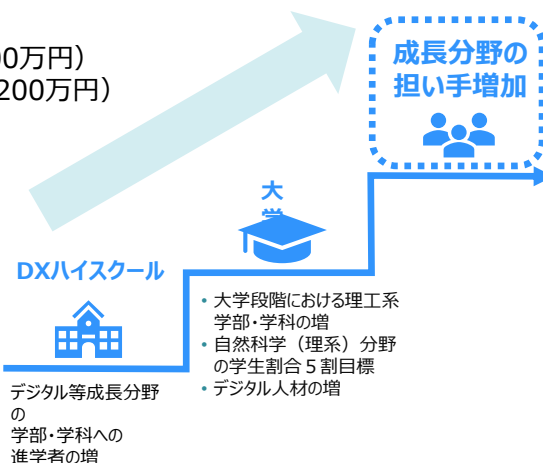 00万円）
200万円）
成長分野の
担い手増加
大
学
DXハイスクール
・大学段階における理工系
学部・学科の増
・自然科学（理系）分野
の学生割合５割目標
・デジタル人材の増
デジタル等成長分野
の
学部・学科への
進学者の増